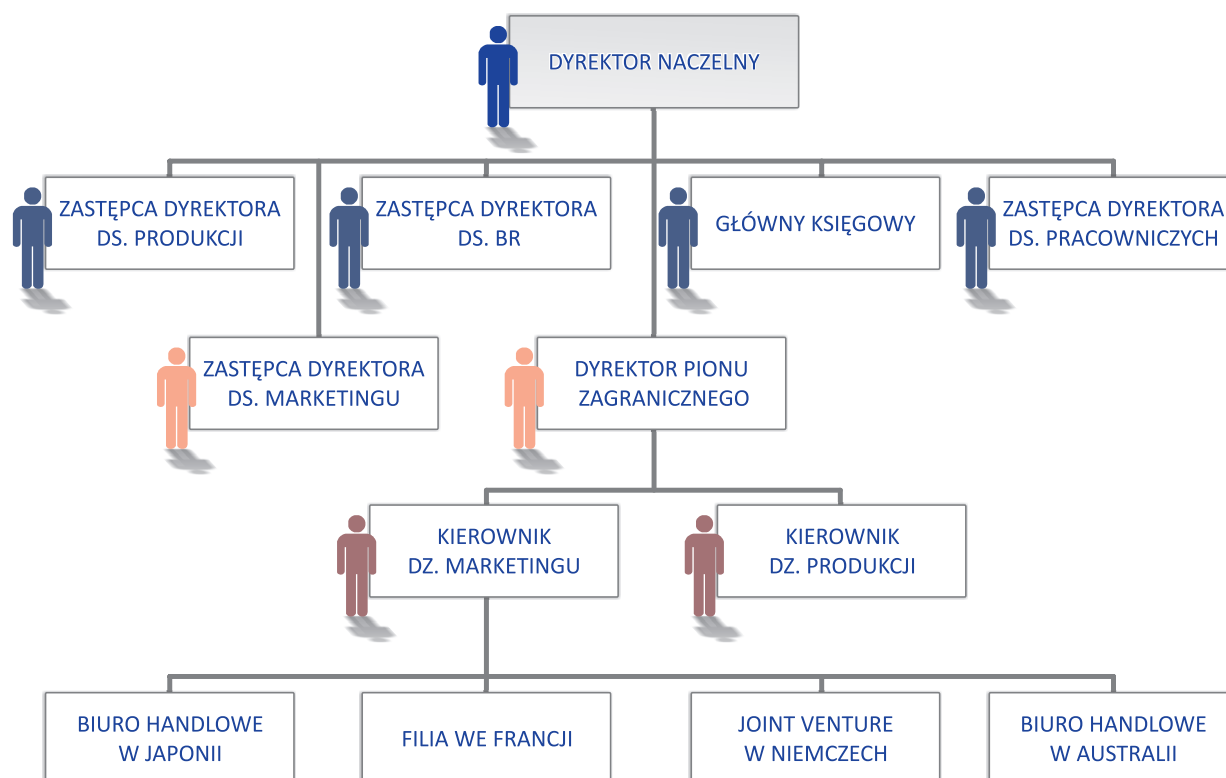 DYREKTOR NACZELNY
ZASTĘPCA DYREKTORA
DS. PRODUKCJI
ZASTĘPCA DYREKTORA
DS. BR
GŁÓWNY KSIĘGOWY
ZASTĘPCA DYREKTORA
DS. PRACOWNICZYCH
ZASTĘPCA DYREKTORA
DS. MARKETINGU
DYREKTOR PIONU
ZAGRANICZNEGO
KIEROWNIK
DZ. MARKETINGU
KIEROWNIK
DZ. PRODUKCJI
BIURO HANDLOWE
W JAPONII
FILIA WE FRANCJI
JOINT VENTURE
W NIEMCZECH
BIURO HANDLOWE
W AUSTRALII